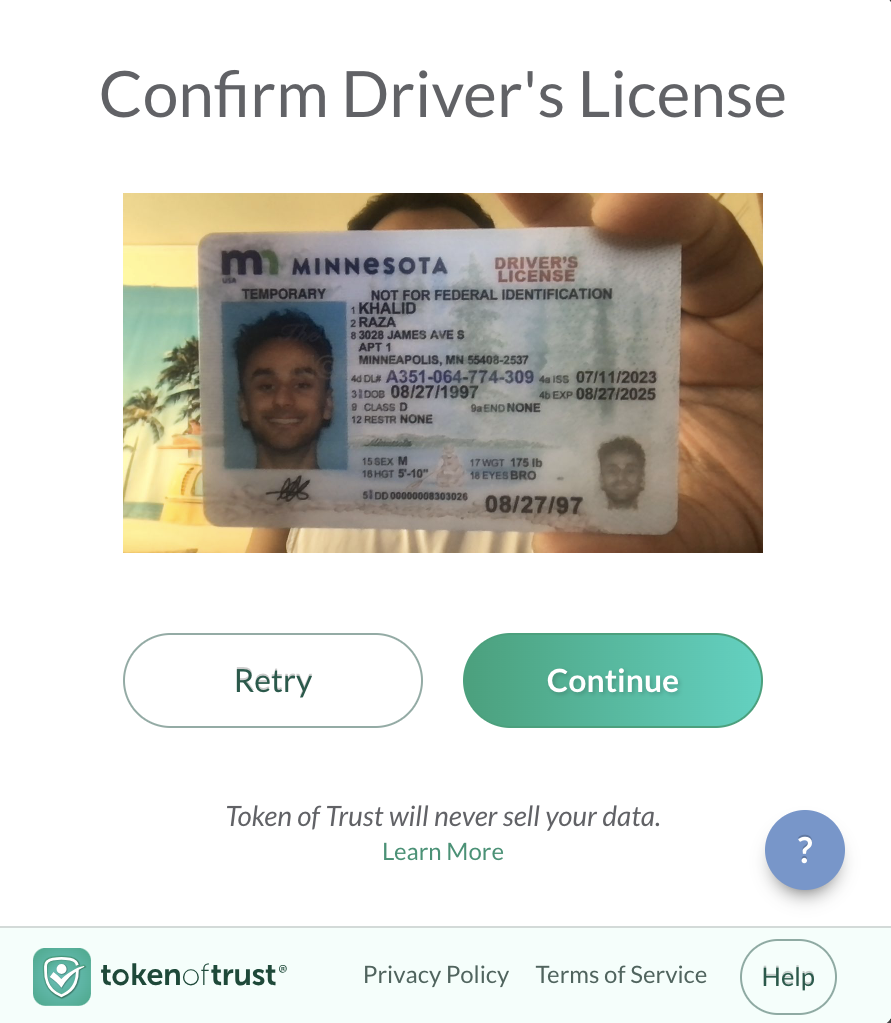 Confirm Driver's License
mn MINNESOTA
USA
DRIVER'S
LICENSE
TEMPORARY NOT FOR FEDERAL IDENTIFICATION
1 KHALID
2 RAZA
8 3028 JAMES AVE S
APT 1
MINNEAPOLIS, MN 55408-2537
4d DL# A351-064-774-309 4a ISS 07/11/2023
3 DOB 08/27/1997 4b EXP 08/27/2025
9 CLASS D 9a END NONE
12 RESTR NONE
15 SEX M 17 WGT 175 lb
16 HGT 5'-10" 18 EYES BRO
5 DD 00000008303026
08/27/97
Retry
Continue
Token of Trust will never sell your data.
Learn More
?
tokenoftrust®
Privacy Policy
Terms of Service
Help